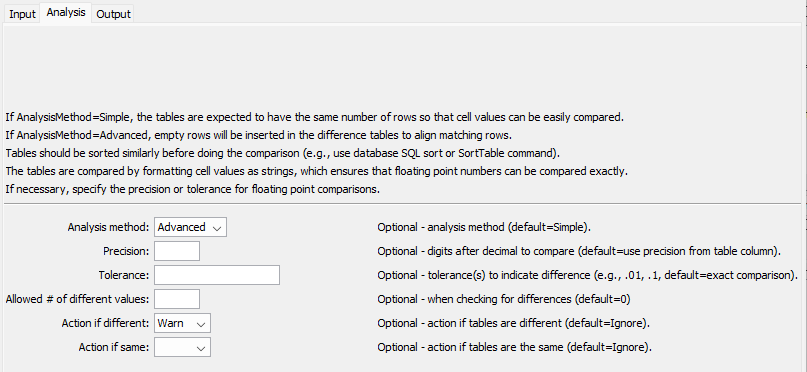 Input Analysis Output
If AnalysisMethod=Simple, the tables are expected to have the same number of rows so that cell values can be easily compared.
If AnalysisMethod=Advanced, empty rows will be inserted in the difference tables to align matching rows.
Tables should be sorted similarly before doing the comparison (e.g., use database SQL sort or SortTable command).
The tables are compared by formatting cell values as strings, which ensures that floating point numbers can be compared exactly.
If necessary, specify the precision or tolerance for floating point comparisons.
Analysis method: Advanced Optional - analysis method (default=Simple).
Precision: Optional - digits after decimal to compare (default=use precision from table column).
Tolerance: Optional - tolerance(s) to indicate difference (e.g., .01, .1, default=exact comparison).
Allowed # of different values: Optional - when checking for differences (default=0)
Action if different: Warn Optional - action if tables are different (default=Ignore).
Action if same: Optional - action if tables are the same (default=Ignore).